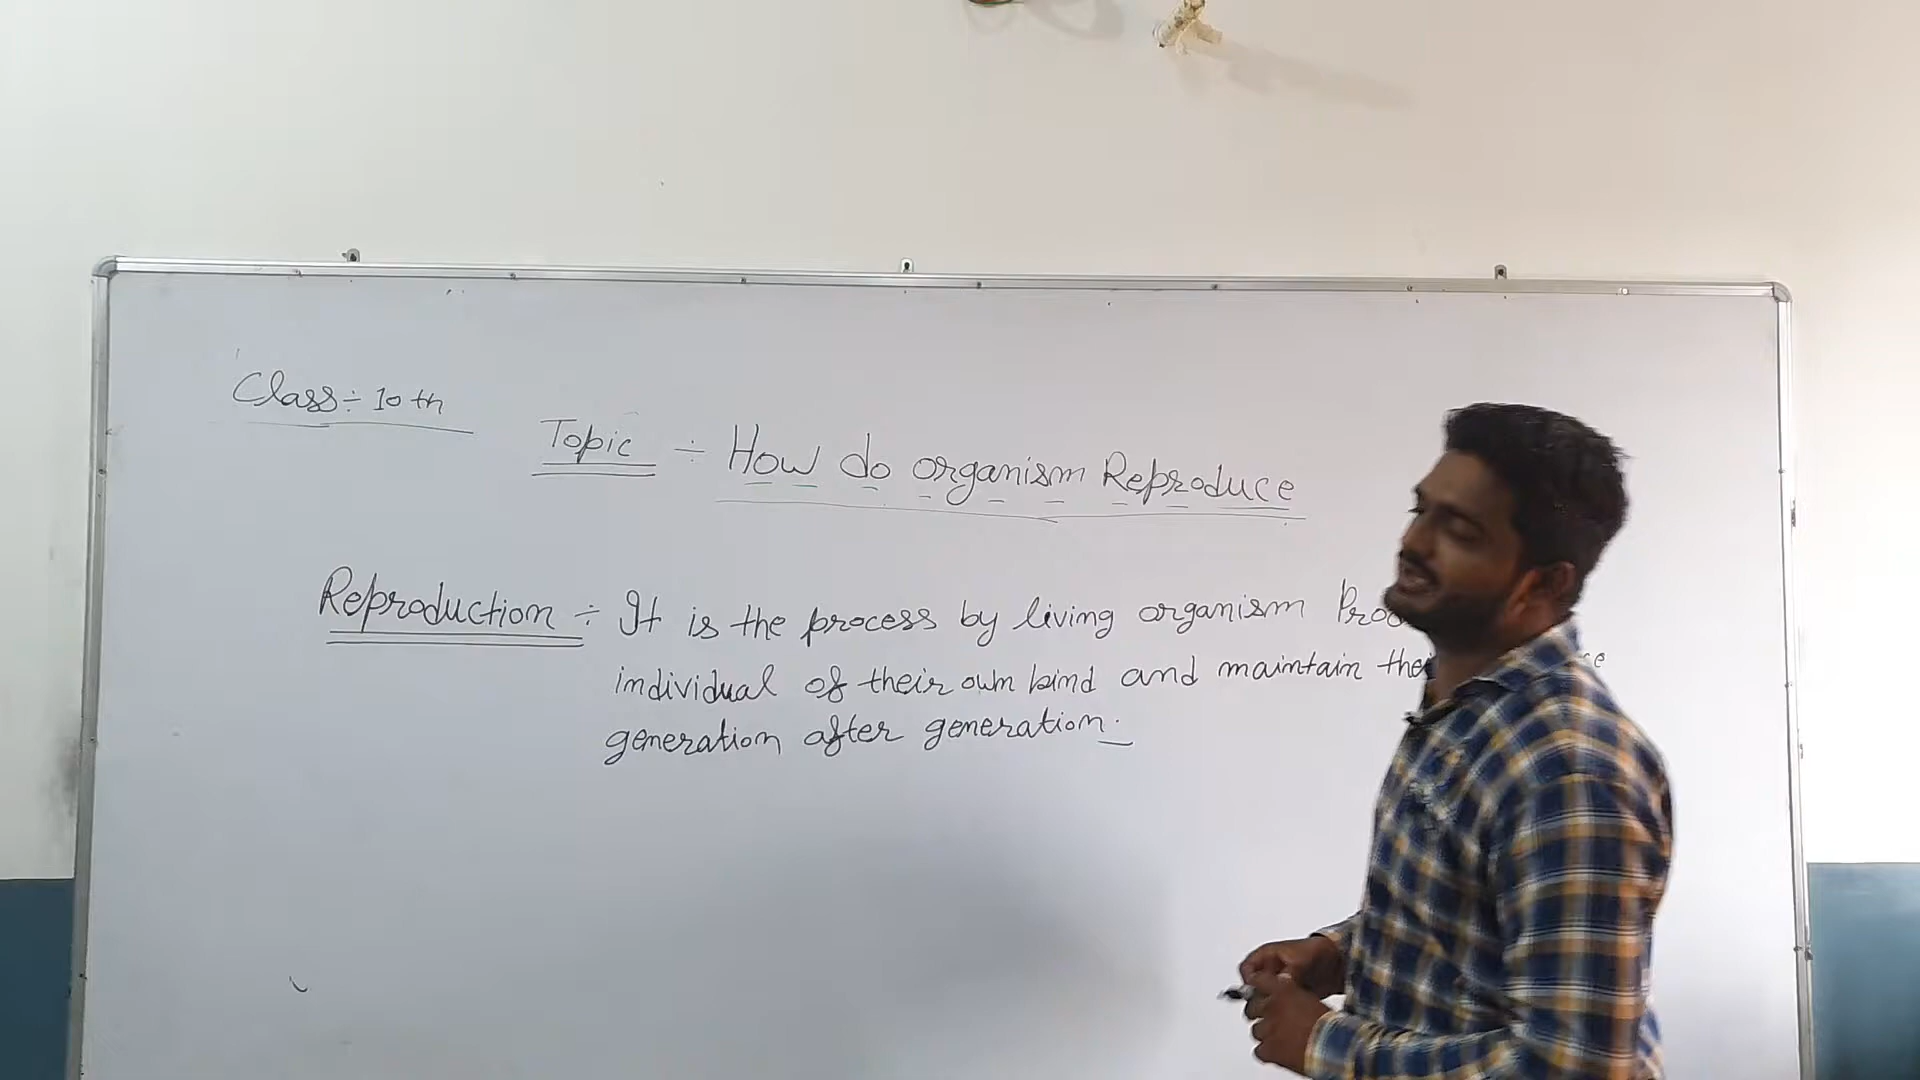 Class÷ 10 th
Topic ÷ How do organism Reproduce
Reproduction ÷ It is the process by living organism
individual of their own kind and maintain
generation after generation.